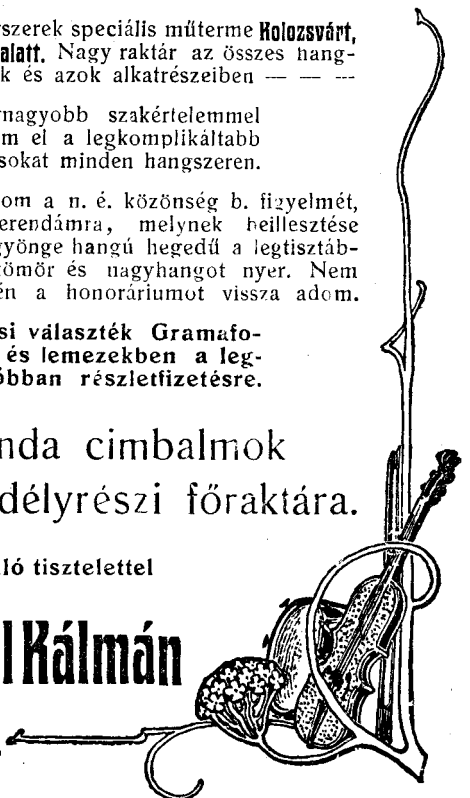 szerek speciális műterme Kolozsvárt,
alatt. Nagy raktár az összes hang-
k és azok alkatrészeiben — — —
nagyobb szakértelemmel
m el a legkomplikáltabb
sokat minden hangszeren.
om a n. é. közönség b. figyelmét,
erendámra, melynek beillesztése
yönge hangú hegedű a legtisztáb-
tömör és nagyhangot nyer. Nem
én a honoráriumot vissza adom.
si választék Gramafo-
és lemezekben a leg-
óbban részletfizetésre.
nda cimbalmok
délyrészi főraktára.
ló tisztelettel
l Kálmán